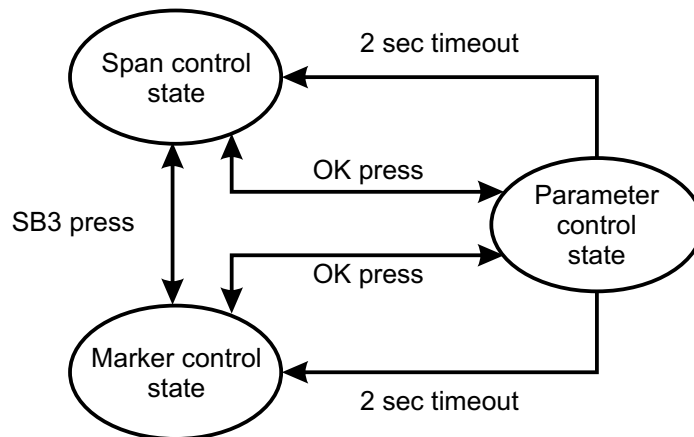 Span control
state
2 sec timeout
OK press
SB3 press
Parameter
control
state
OK press
Marker control
state
2 sec timeout